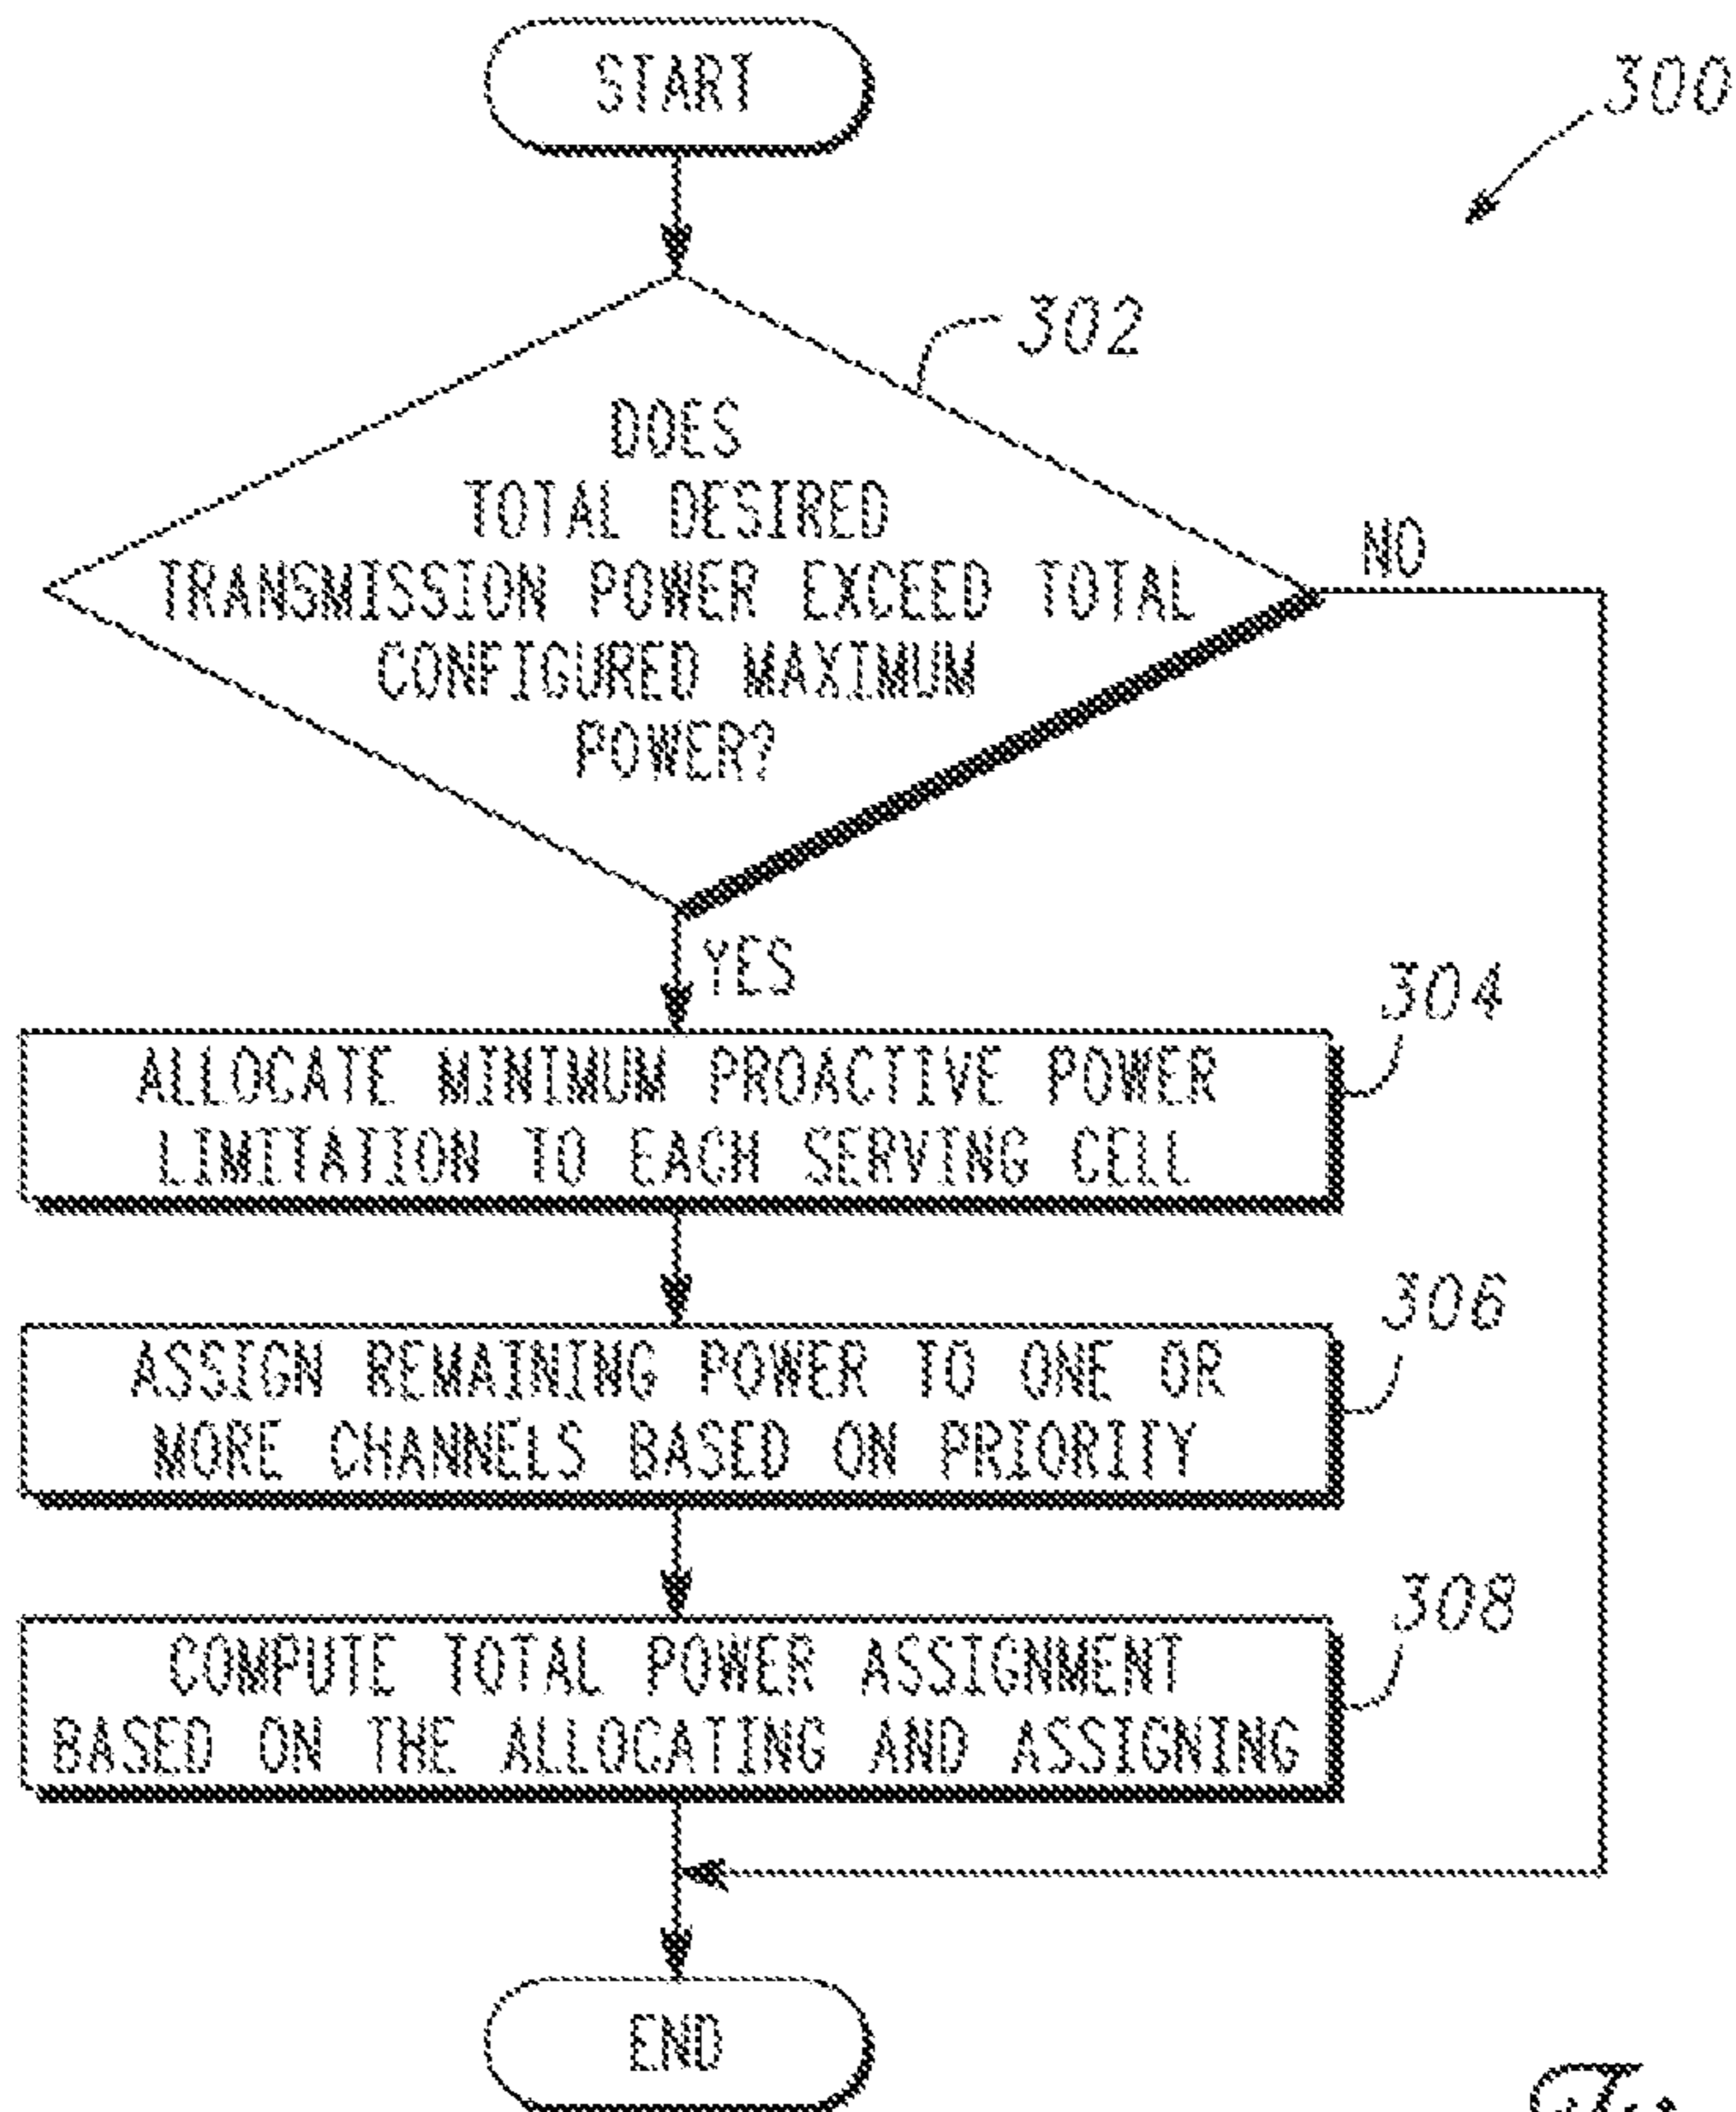 START
300
302
DOES
TOTAL DESIRED
TRANSMISSION POWER EXCEED TOTAL
CONFIGURED MAXIMUM
POWER?
NO
YES
304
ALLOCATE MINIMUM PROACTIVE POWER
LIMITATION TO EACH SERVING CELL
306
ASSIGN REMAINING POWER TO ONE OR
MORE CHANNELS BASED ON PRIORITY
308
COMPUTE TOTAL POWER ASSIGNMENT
BASED ON THE ALLOCATING AND ASSIGNING
END